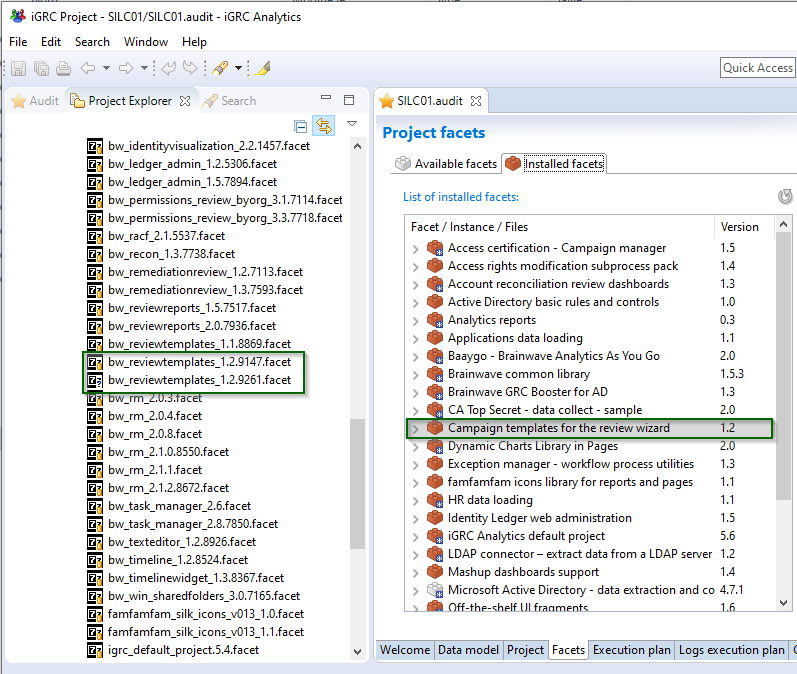 iGRC Project - SILC01/SILC01.audit - iGRC Analytics
File Edit Search Window Help
Quick Access
Audit Project Explorer Search
bw_identityvisualization_2.2.1457.facet
bw_ledger_admin_1.2.5306.facet
bw_ledger_admin_1.5.7894.facet
bw_permissions_review_byorg_3.1.7114.facet
bw_permissions_review_byorg_3.3.7718.facet
bw_racf_2.1.5537.facet
bw_recon_1.3.7738.facet
bw_remediationreview_1.2.7113.facet
bw_remediationreview_1.3.7593.facet
bw_reviewreports_1.5.7517.facet
bw_reviewreports_2.0.7936.facet
bw_reviewtemplates_1.1.8869.facet
bw_reviewtemplates_1.2.9147.facet
bw_reviewtemplates_1.2.9261.facet
bw_rm_2.0.3.facet
bw_rm_2.0.4.facet
bw_rm_2.0.8.facet
bw_rm_2.1.0.8550.facet
bw_rm_2.1.1.facet
bw_rm_2.1.2.8672.facet
bw_task_manager_2.6.facet
bw_task_manager_2.8.7850.facet
bw_texteditor_1.2.8926.facet
bw_timeline_1.2.8524.facet
bw_timelinewidget_1.3.8367.facet
bw_win_sharedfolders_3.0.7165.facet
famfamfam_silk_icons_v013_1.0.facet
famfamfam_silk_icons_v013_1.1.facet
igrc_default_project.5.4.facet
SILC01.audit
Project facets
Available facets Installed facets
List of installed facets:
Facet / Instance / Files Version
Access certification - Campaign manager 1.5
Access rights modification subprocess pack 1.4
Account reconciliation review dashboards 1.3
Active Directory basic rules and controls 1.0
Analytics reports 0.3
Applications data loading 1.1
Baaygo - Brainwave Analytics As You Go 2.0
Brainwave common library 1.5.3
Brainwave GRC Booster for AD 1.3
CA Top Secret - data collect - sample 2.0
Campaign templates for the review wizard 1.2
Dynamic Charts Library in Pages 2.0
Exception manager - workflow process utilities 1.3
famfamfam icons library for reports and pages 1.1
HR data loading 1.1
Identity Ledger web administration 1.5
iGRC Analytics default project 5.6
LDAP connector – extract data from a LDAP server 1.2
Mashup dashboards support 1.4
Microsoft Active Directory - data extraction and co 4.7.1
Off-the-shelf UI fragments 1.6
Welcome Data model Project Facets Execution plan Logs execution plan